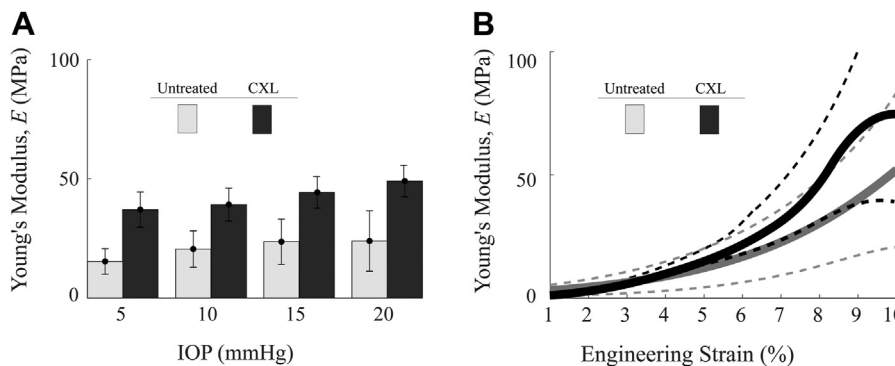 A
Young's Modulus, E (MPa)
100
50
0
Untreated CXL
5 10 15 20
IOP (mmHg)
B
Young's Modulus, E (MPa)
100
50
0
Untreated CXL
1 2 3 4 5 6 7 8 9 10
Engineering Strain (%)